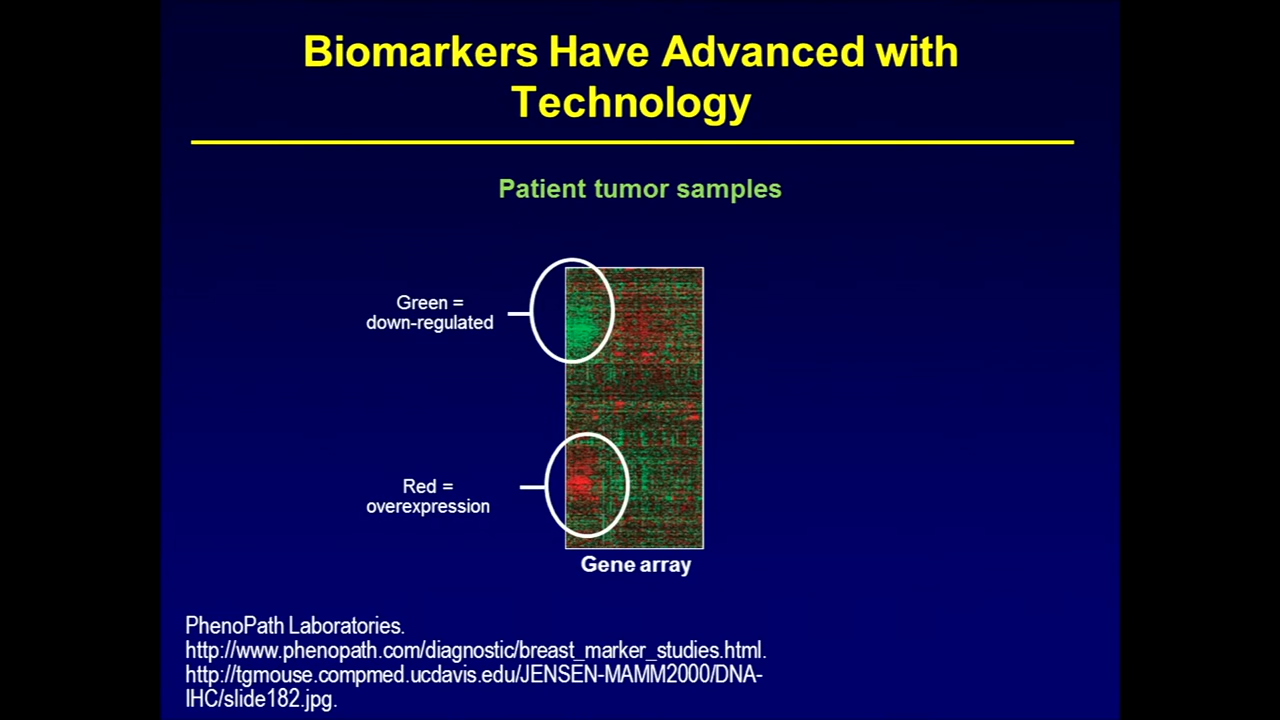 Biomarkers Have Advanced with
Technology
Patient tumor samples
Green =
down-regulated
Red =
overexpression
Gene array
PhenoPath Laboratories.
http://www.phenopath.com/diagnostic/breast_marker_studies.html.
http://tgmouse.compmed.ucdavis.edu/JENSEN-MAMM2000/DNA-
IHC/slide182.jpg.